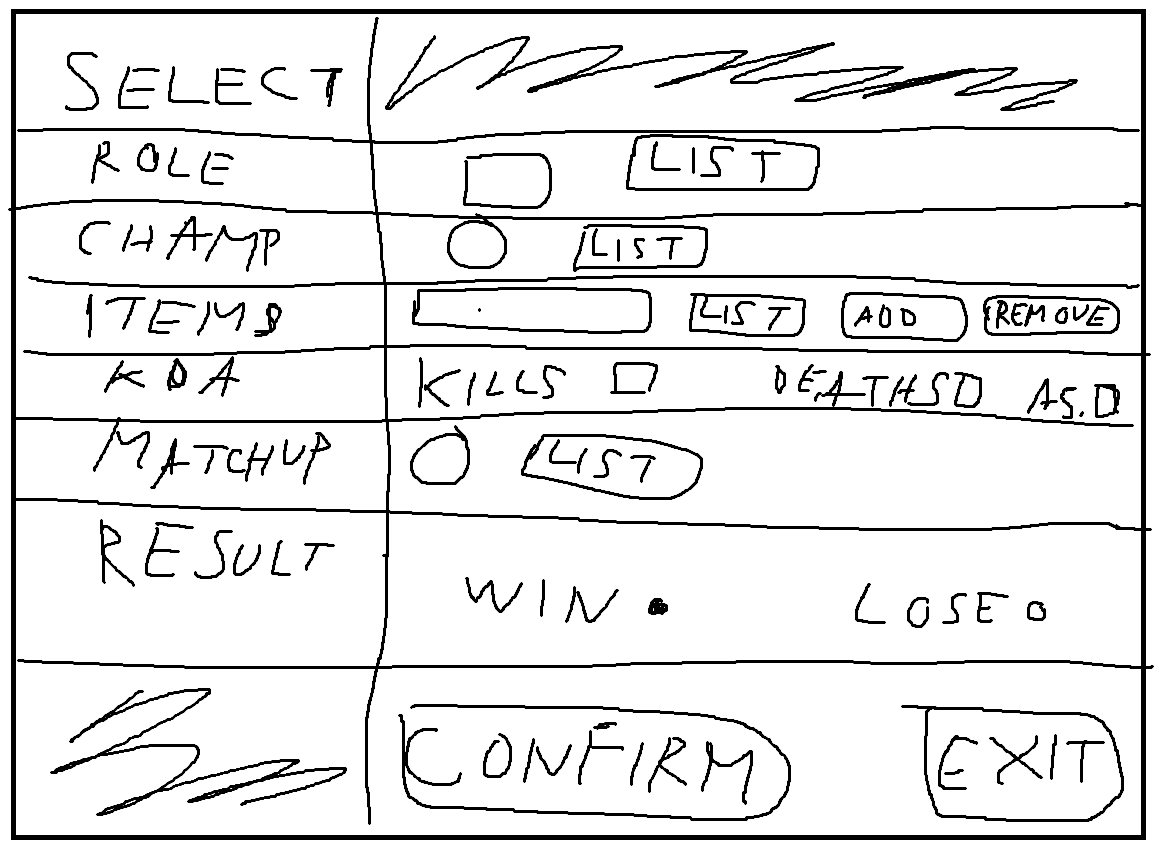 SELECT
ROLE LIST
CHAMP LIST
ITEMS LIST ADD REMOVE
KDA KILLS DEATHS AS.
MATCHUP LIST
RESULT
WIN LOSE
CONFIRM EXIT